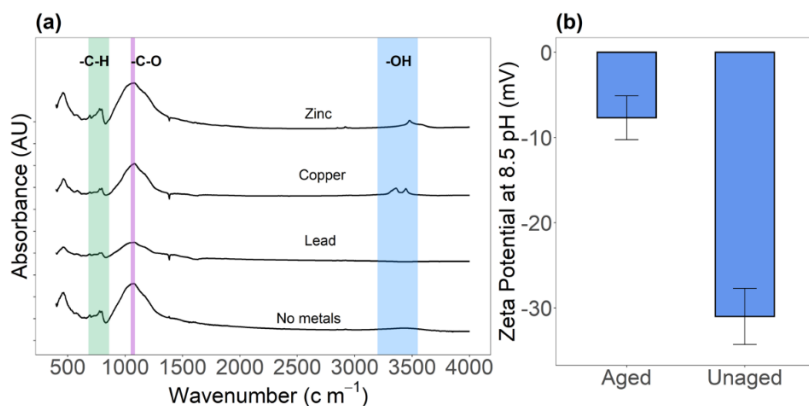 (a)
-C-H
-C-O
-OH
Zinc
Copper
Lead
No metals
Absorbance (AU)
500 1000 1500 2000 2500 3000 3500 4000
Wavenumber (c m⁻¹)
(b)
Zeta Potential at 8.5 pH (mV)
0
-10
-20
-30
Aged Unaged